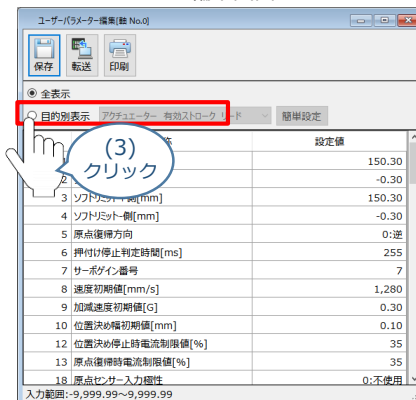 ユーザーパラメーター編集[軸 No.0]
保存 転送 印刷
全表示
目的別表示 アクチュエーター 有効ストローク リード 簡単設定
設定値
150.30
2 -0.30
3 ソフトリミット+側[mm] 150.30
4 ソフトリミット-側[mm] -0.30
5 原点復帰方向 0:逆
6 押付け停止判定時間[ms] 255
7 サーボゲイン番号 7
8 速度初期値[mm/s] 1,280
9 加減速度初期値[G] 0.30
10 位置決め幅初期値[mm] 0.10
12 位置決め停止時電流制限値[%] 35
13 原点復帰時電流制限値[%] 35
18 原点センサー入力極性 0:不使用
入力範囲:-9,999.99～9,999.99
(3)
クリック